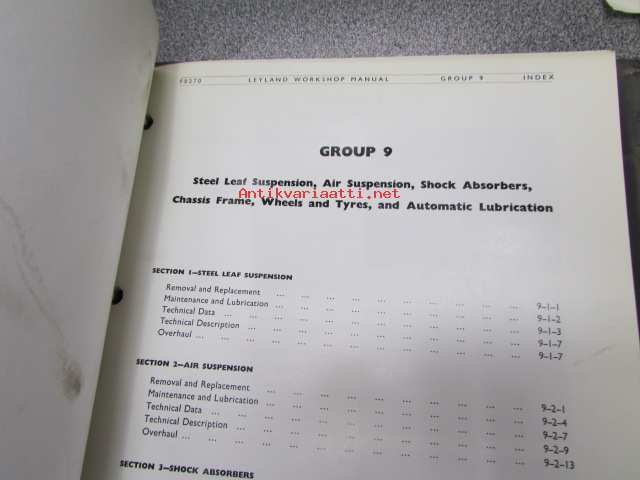 F8270 LEYLAND WORKSHOP MANUAL GROUP 9 INDEX
GROUP 9
Steel Leaf Suspension, Air Suspension, Shock Absorbers,
Antikvariaatti.net
Chassis Frame, Wheels and Tyres, and Automatic Lubrication
SECTION 1—STEEL LEAF SUSPENSION
Removal and Replacement ... 9–1–1
Maintenance and Lubrication ... 9–1–2
Technical Data ... 9–1–3
Technical Description ... 9–1–7
Overhaul ... 9–1–7
SECTION 2—AIR SUSPENSION
Removal and Replacement ... 9–2–1
Maintenance and Lubrication ... 9–2–4
Technical Data ... 9–2–7
Technical Description ... 9–2–9
Overhaul ... 9–2–13
SECTION 3—SHOCK ABSORBERS